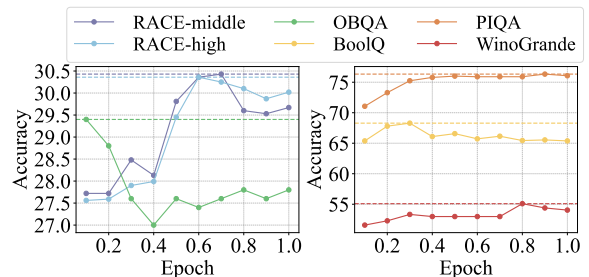 RACE-middle OBQA PIQA
RACE-high BoolQ WinoGrande
Accuracy
30.5
30.0
29.5
29.0
28.5
28.0
27.5
27.0
0.2 0.4 0.6 0.8 1.0
Epoch
Accuracy
75
70
65
60
55
0.2 0.4 0.6 0.8 1.0
Epoch